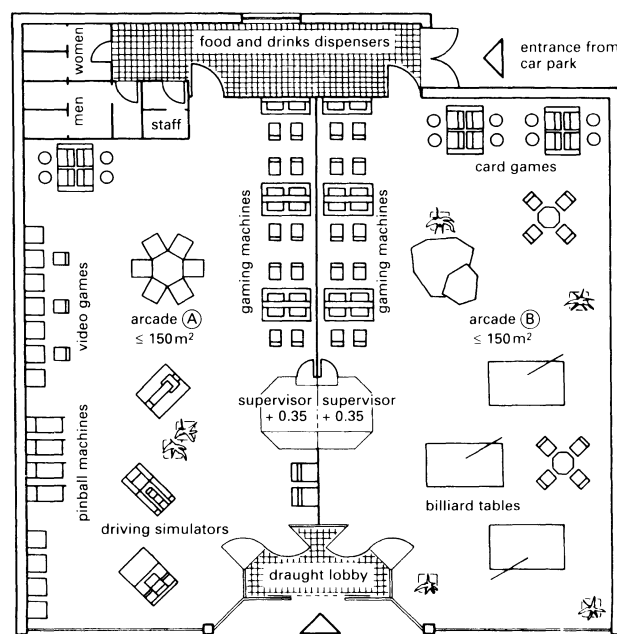 food and drinks dispensers
entrance from
car park
women
men
staff
card games
gaming machines
gaming machines
video games
arcade Ⓐ
≤ 150 m²
arcade Ⓑ
≤ 150 m²
supervisor
+ 0.35
supervisor
+ 0.35
pinball machines
billiard tables
driving simulators
draught lobby